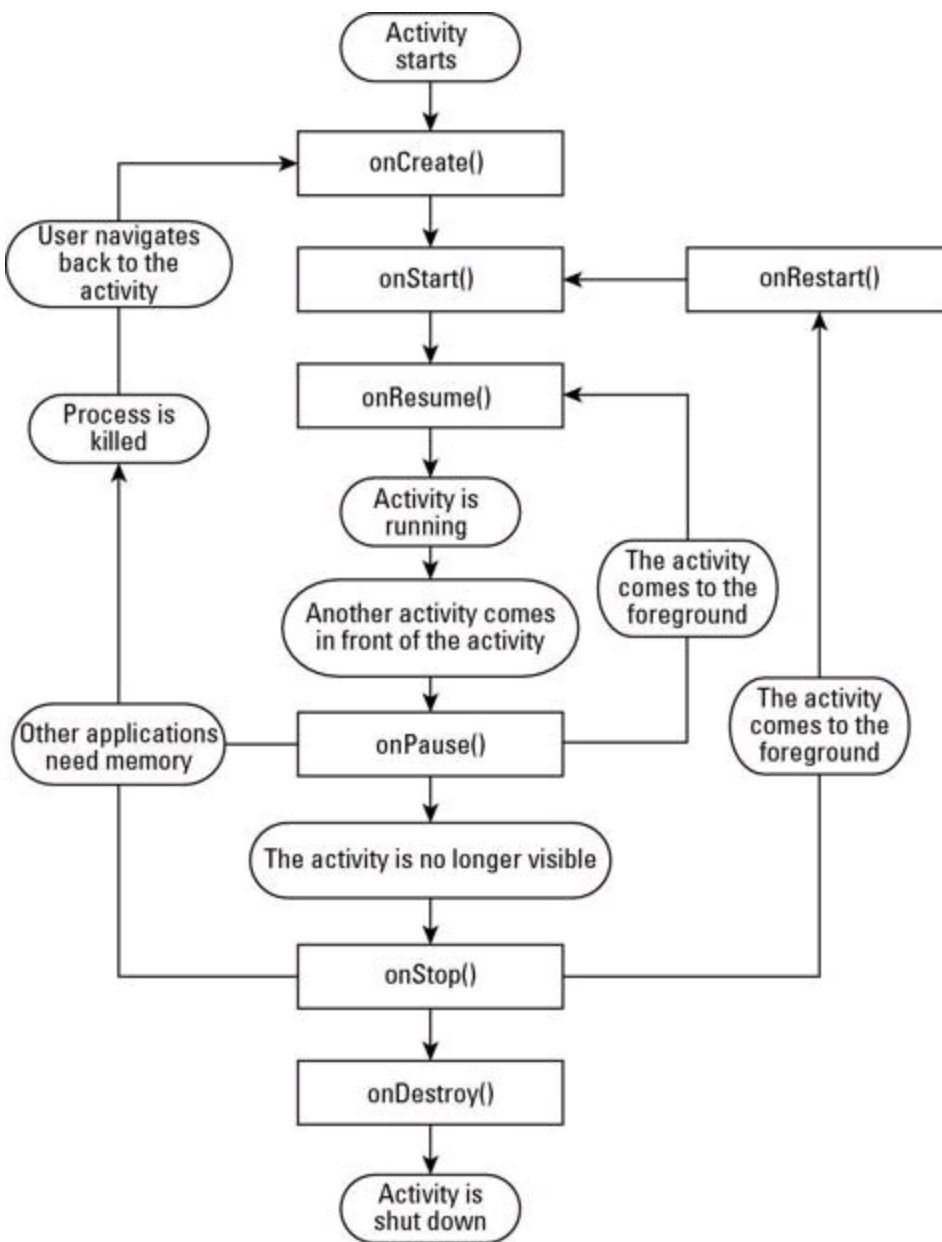 Activity
starts
onCreate()
User navigates
back to the
activity
onStart()
onRestart()
onResume()
Process is
killed
Activity is
running
The activity
comes to the
foreground
Another activity comes
in front of the activity
Other applications
need memory
onPause()
The activity
comes to the
foreground
The activity is no longer visible
onStop()
onDestroy()
Activity is
shut down